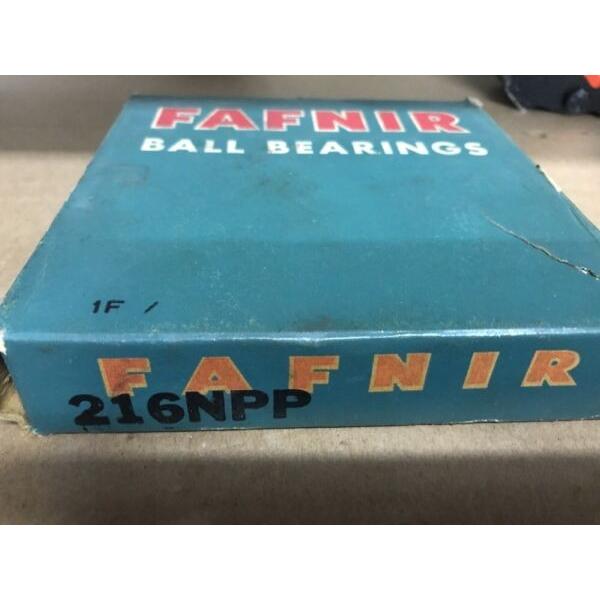 FAFNIR
BALL BEARINGS
1F /
FAFNIR
216NPP